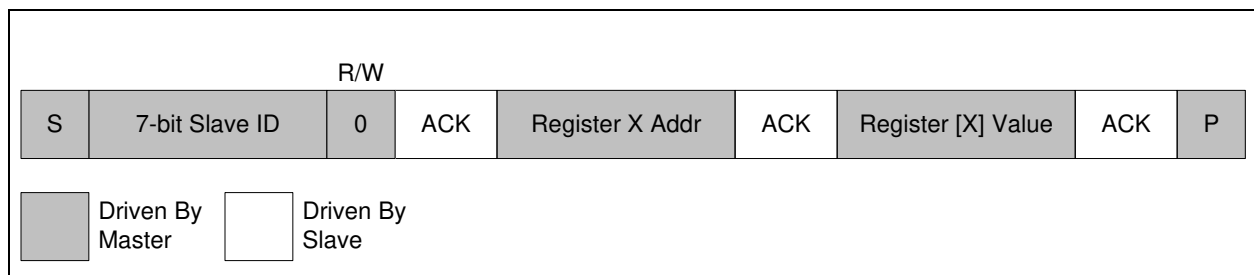 R/W
S 7-bit Slave ID 0 ACK Register X Addr ACK Register [X] Value ACK P
Driven By Driven By
Master Slave